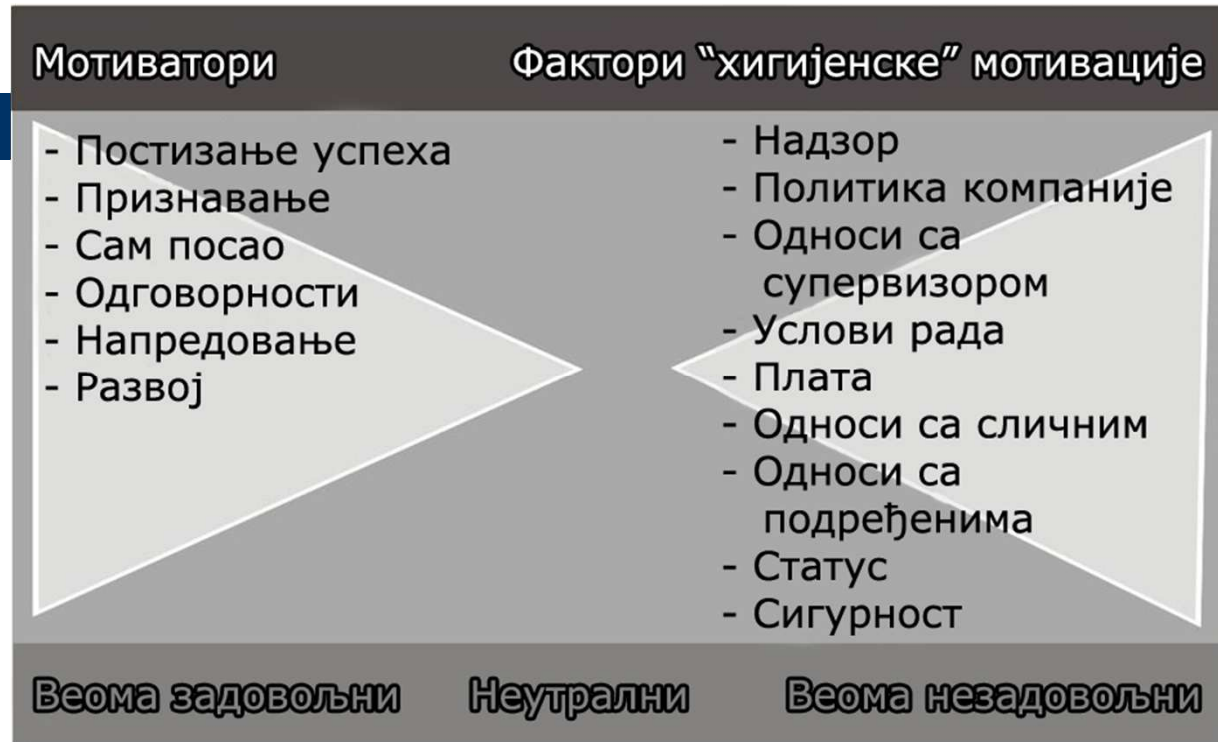 Мотиватори
Фактори “хигијенске” мотивације
- Постизање успеха
- Признавање
- Сам посао
- Одговорности
- Напредовање
- Развој
- Надзор
- Политика компаније
- Односи са
супервизором
- Услови рада
- Плата
- Односи са сличним
- Односи са
подређенима
- Статус
- Сигурност
Веома задовољни
Неутрални
Веома незадовољни